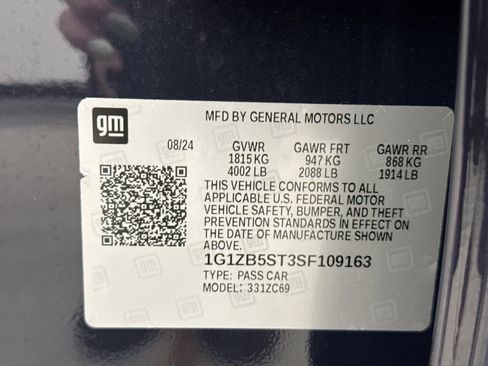 gm
MFD BY GENERAL MOTORS LLC
08/24 GVWR GAWR FRT GAWR RR
1815 KG 947 KG 868 KG
4002 LB 2088 LB 1914 LB
THIS VEHICLE CONFORMS TO ALL
APPLICABLE U.S. FEDERAL MOTOR
VEHICLE SAFETY, BUMPER, AND THEFT
PREVENTION STANDARDS IN EFFECT ON
THE DATE OF MANUFACTURE SHOWN
ABOVE.
1G1ZB5ST3SF109163
TYPE: PASS CAR
MODEL: 331ZC69